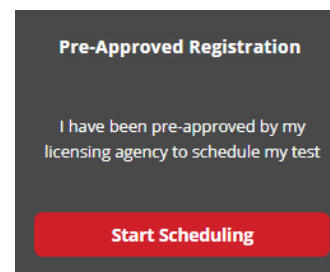 Pre-Approved Registration
I have been pre-approved by my
licensing agency to schedule my test
Start Scheduling